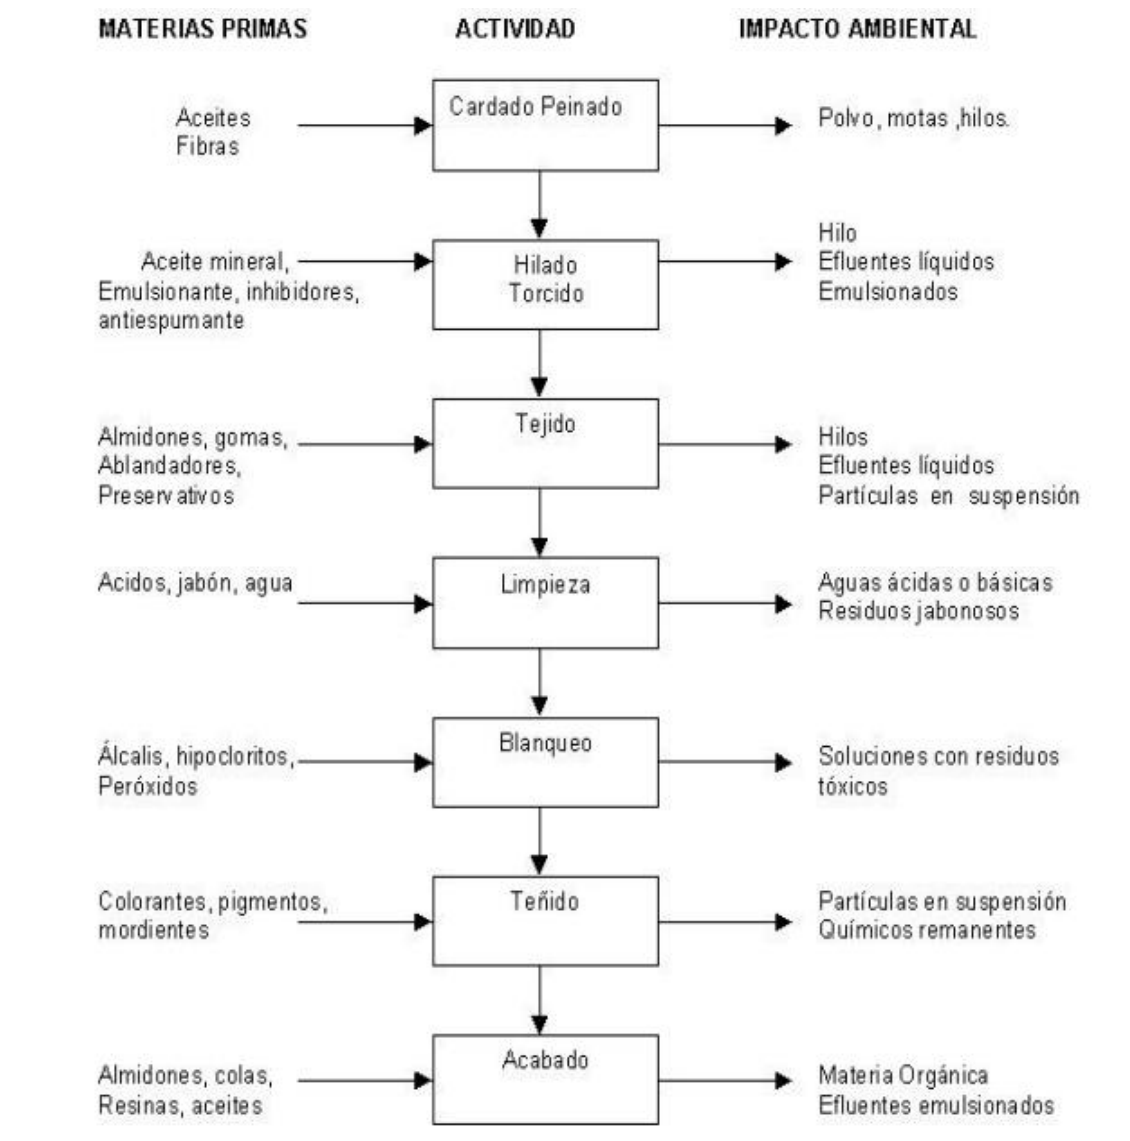 MATERIAS PRIMAS
ACTIVIDAD
IMPACTO AMBIENTAL
Aceites
Fibras
Cardado Peinado
Polvo, motas ,hilos.
Aceite mineral,
Emulsionante, inhibidores,
antiespumante
Hilado
Torcido
Hilo
Efluentes líquidos
Emulsionados
Almidones, gomas,
Ablandadores,
Preservativos
Tejido
Hilos
Efluentes líquidos
Partículas en suspensión
Acidos, jabón, agua
Limpieza
Aguas ácidas o básicas
Residuos jabonosos
Álcalis, hipocloritos,
Peróxidos
Blanqueo
Soluciones con residuos
tóxicos
Colorantes, pigmentos,
mordientes
Teñido
Partículas en suspensión
Químicos remanentes
Almidones, colas,
Resinas, aceites
Acabado
Materia Orgánica
Efluentes emulsionados